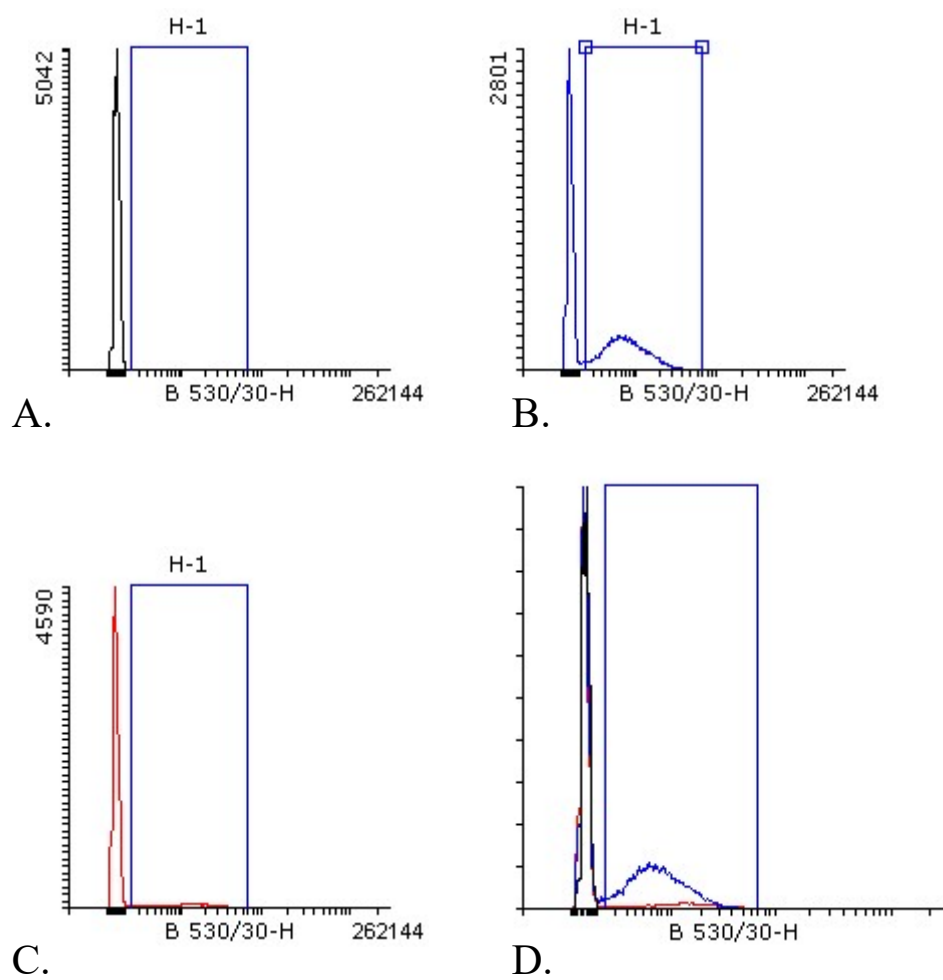 H-1
5042
B 530/30-H 262144
A.
H-1
2801
B 530/30-H 262144
B.
H-1
4590
B 530/30-H 262144
C.
B 530/30-H
D.